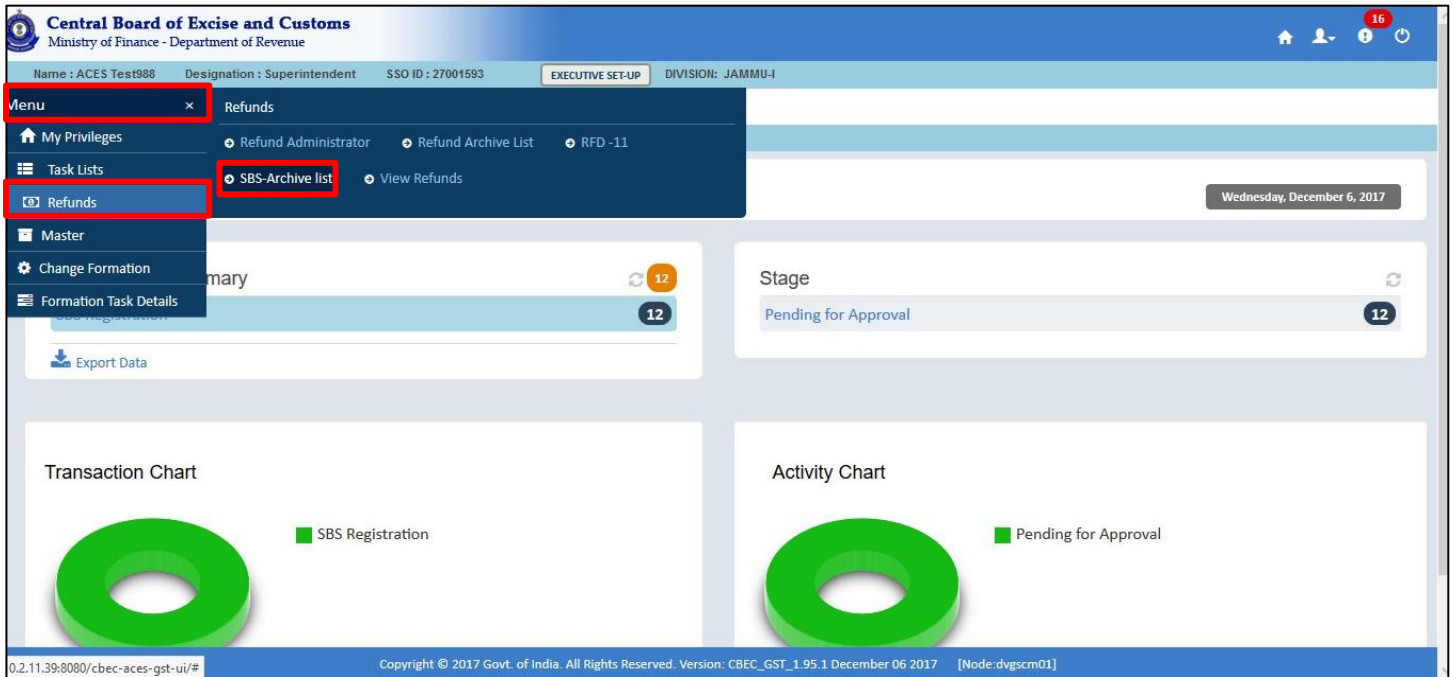 Central Board of Excise and Customs
Ministry of Finance - Department of Revenue
16
Name : ACES Test988 Designation : Superintendent SSO ID : 27001593 EXECUTIVE SET-UP DIVISION: JAMMU-I
Menu × Refunds
My Privileges
Refund Administrator Refund Archive List RFD -11
Task Lists
SBS-Archive list View Refunds
Refunds
Wednesday, December 6, 2017
Master
Change Formation
mary 12
Stage
Formation Task Details
SBS Registration 12
Pending for Approval 12
Export Data
Transaction Chart
Activity Chart
SBS Registration
Pending for Approval
0.2.11.39:8080/cbec-aces-gst-ui/#
Copyright © 2017 Govt. of India. All Rights Reserved. Version: CBEC_GST_1.95.1 December 06 2017 [Node:dvgscm01]